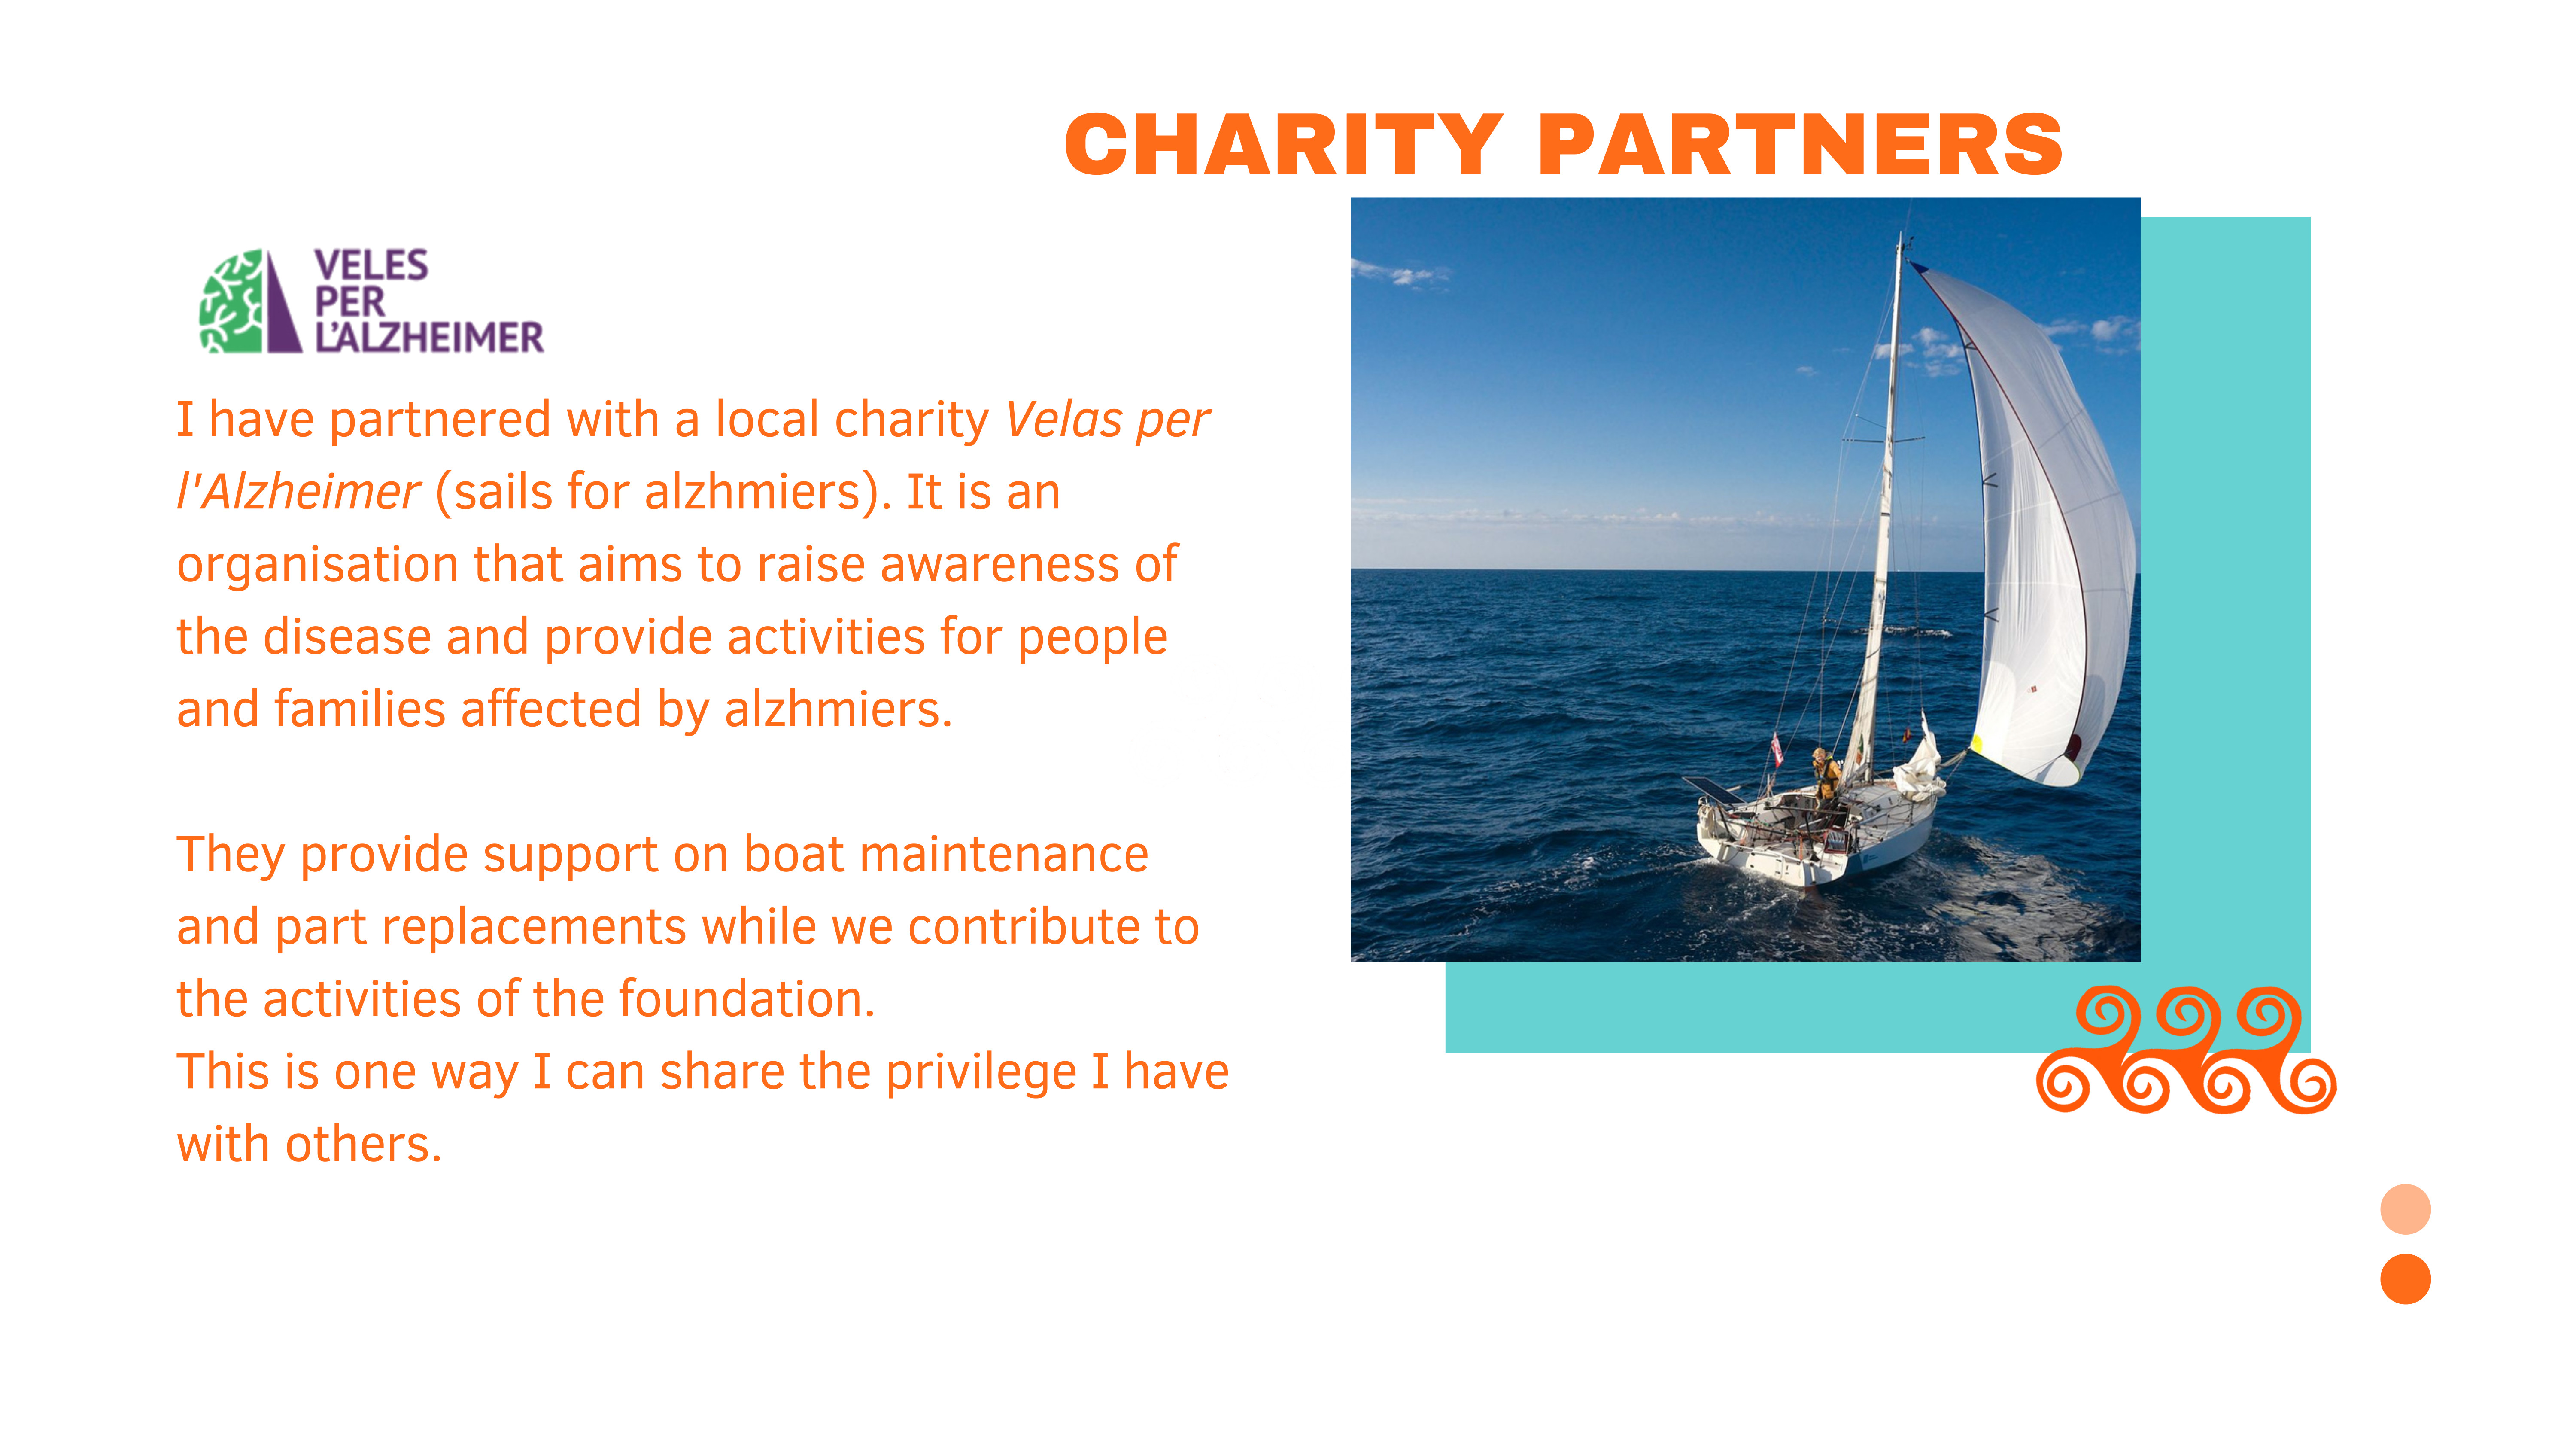 CHARITY PARTNERS
VELES
PER
L'ALZHEIMER
I have partnered with a local charity Velas per
l'Alzheimer (sails for alzhmiers). It is an
organisation that aims to raise awareness of
the disease and provide activities for people
and families affected by alzhmiers.
They provide support on boat maintenance
and part replacements while we contribute to
the activities of the foundation.
This is one way I can share the privilege I have
with others.